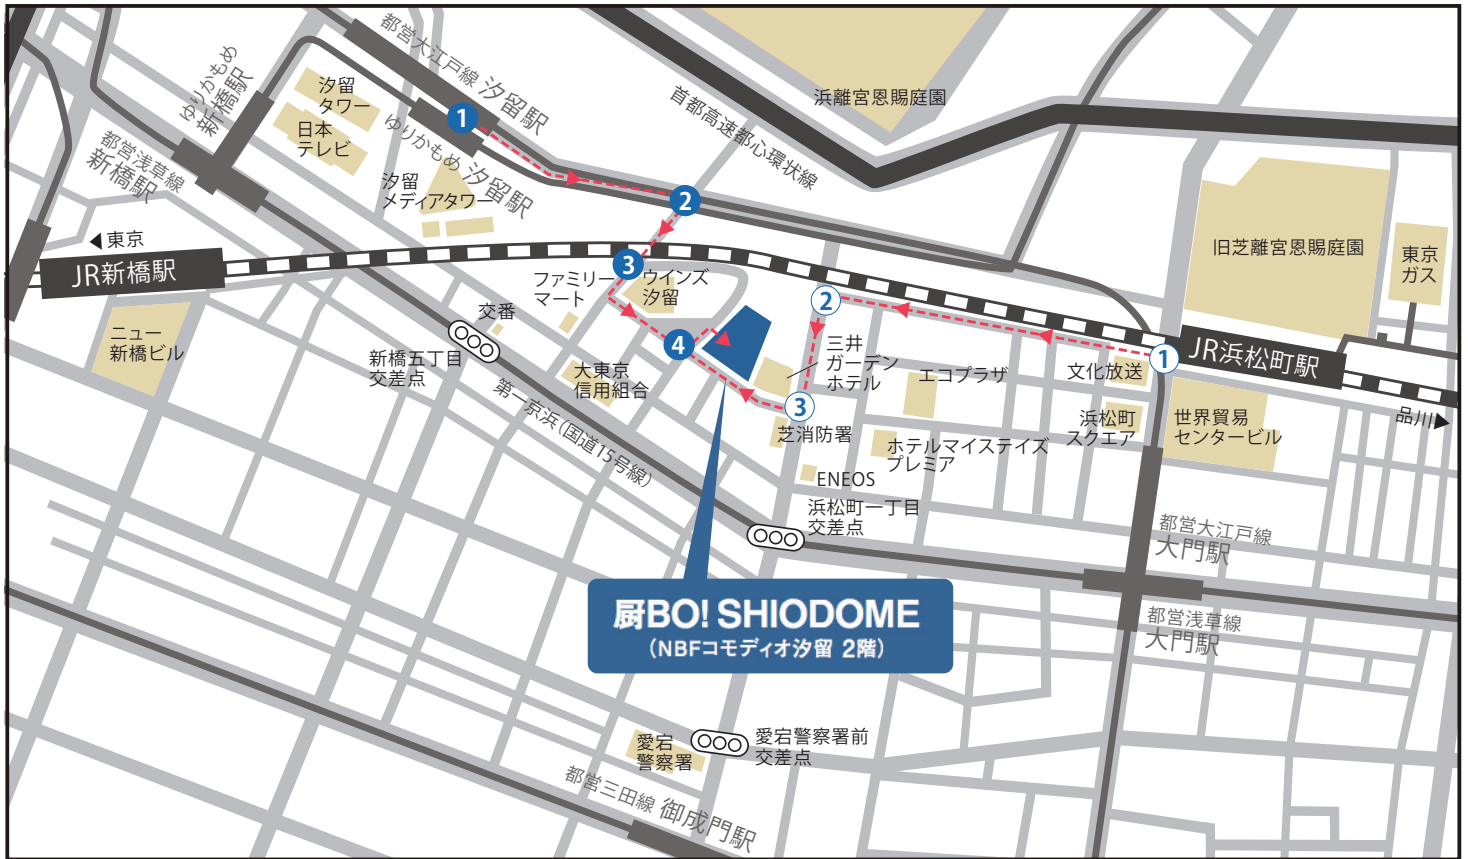 都営大江戸線 汐留駅
ゆりかもめ
新橋駅
汐留
タワー
日本
テレビ
1
ゆりかもめ 汐留駅
首都高速都心環状線
浜離宮恩賜庭園
都営浅草線
新橋駅
汐留
メディアタワー
2
旧芝離宮恩賜庭園
東京
ガス
東京
JR新橋駅
3
ファミリー
マート
ウインズ
汐留
交番
2
ニュー
新橋ビル
新橋五丁目
交差点
4
大東京
信用組合
三井
ガーデン
ホテル
エコプラザ
文化放送
1
JR浜松町駅
品川
3
第一京浜(国道15号線)
芝消防署
浜松町
スクエア
世界貿易
センタービル
ホテルマイステイズ
プレミア
ENEOS
浜松町一丁目
交差点
都営大江戸線
大門駅
都営浅草線
大門駅
厨BO! SHIODOME
(NBFコモディオ汐留 2階)
愛宕
警察署
愛宕警察署前
交差点
都営三田線 御成門駅